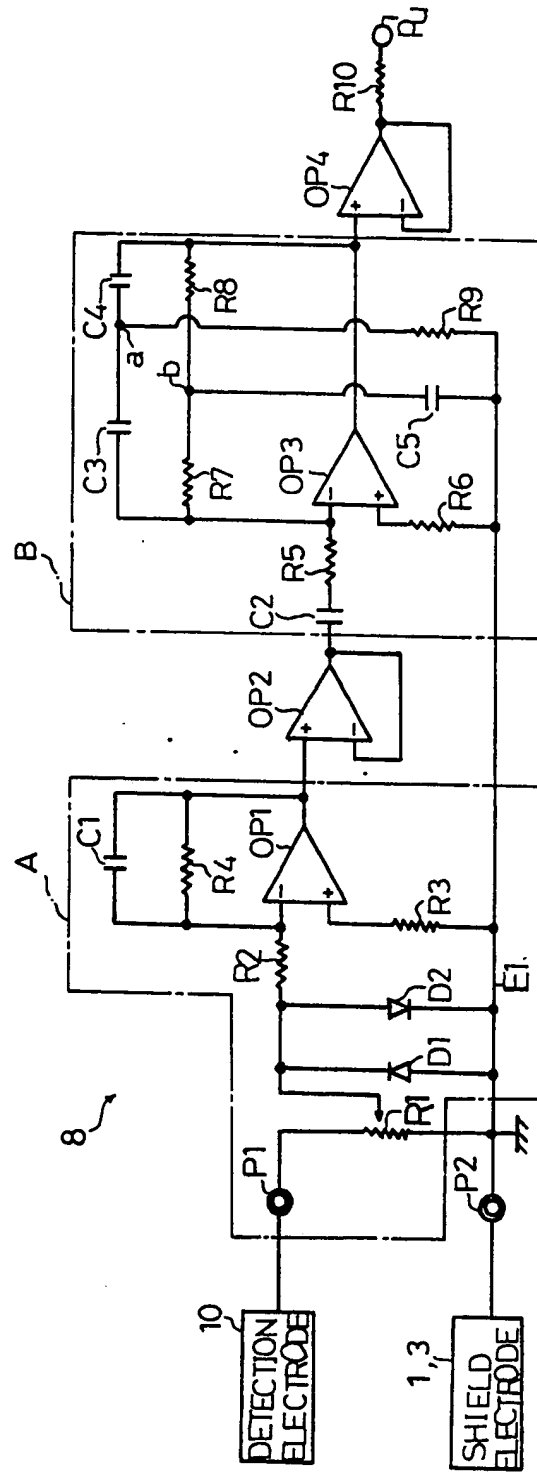 8
A
B
10
DETECTION
ELECTRODE
1,3
SHIELD
ELECTRODE
P1
P2
R1
D1
D2
R2
C1
R4
OP1
-
+
R3
E1
OP2
+
-
C2
R5
C3
a
C4
R7
b
R8
OP3
-
+
R6
C5
R9
OP4
+
-
R10